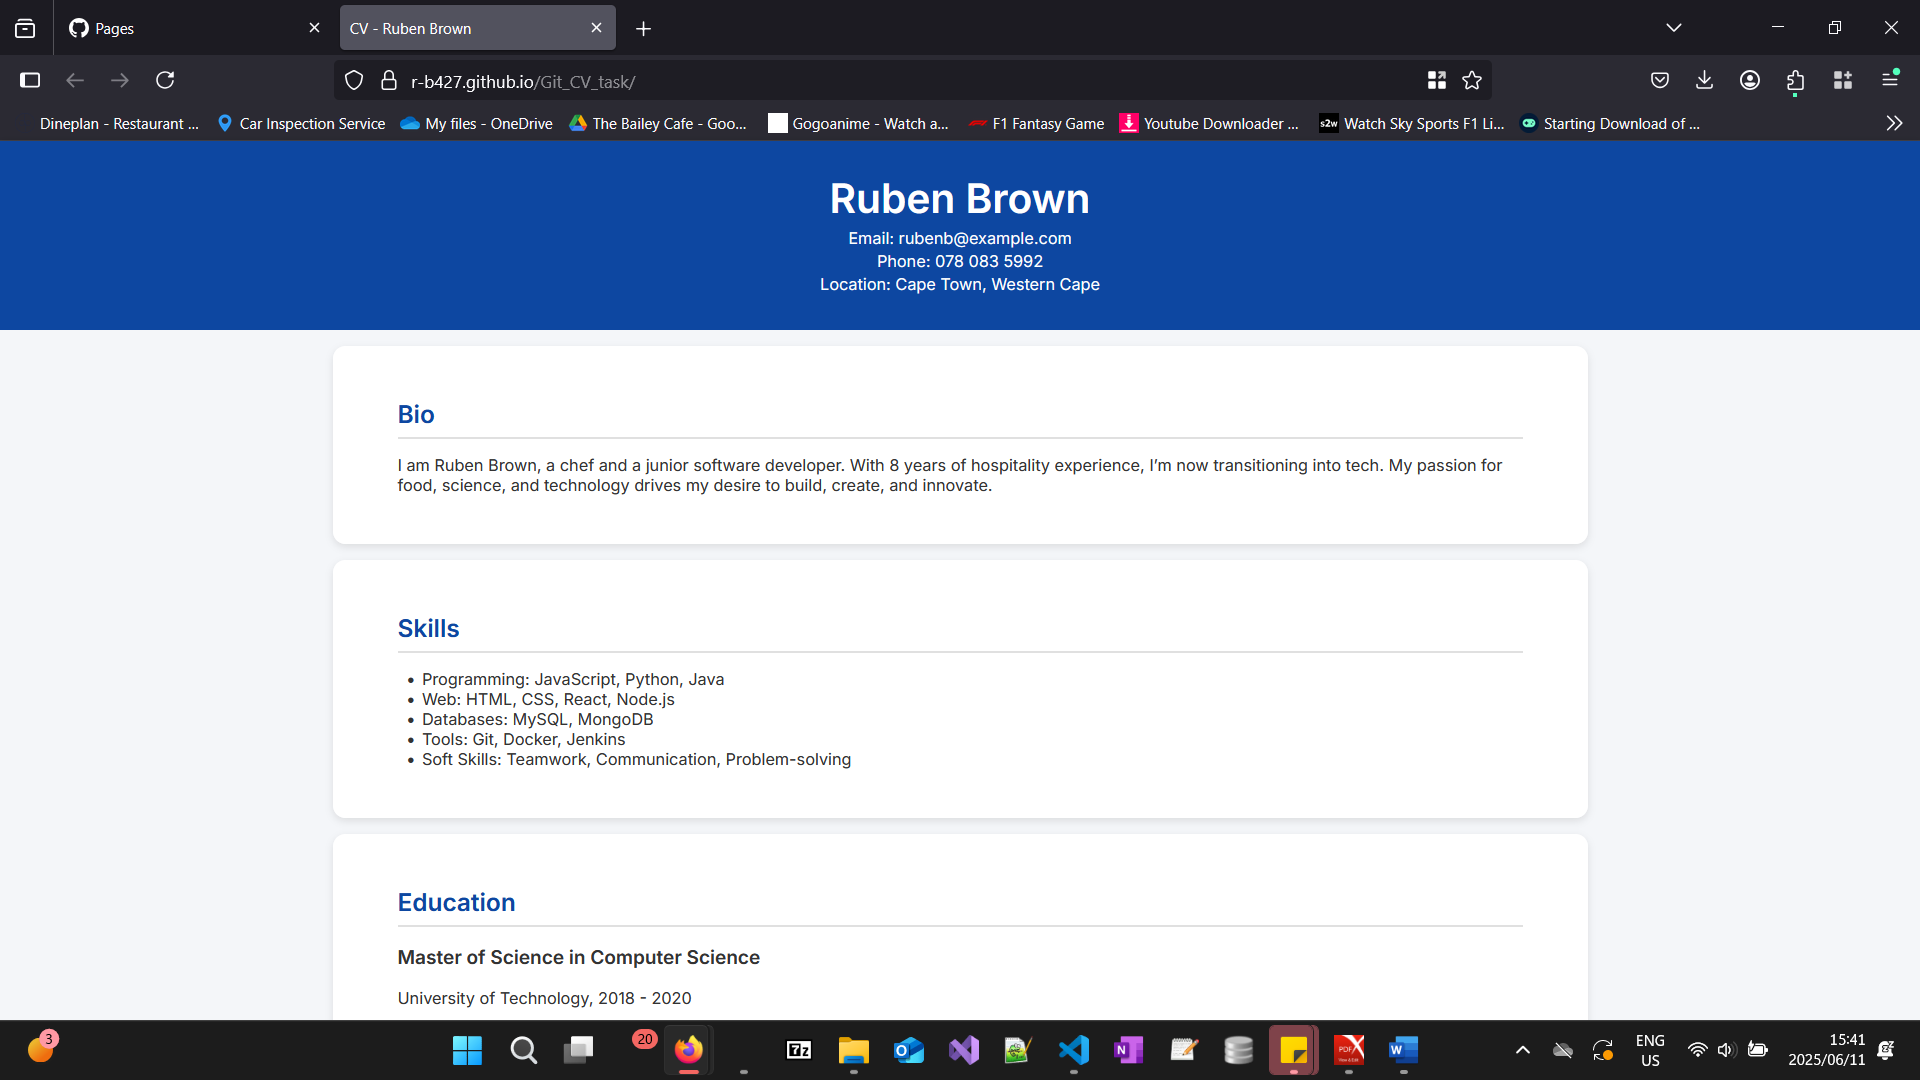 Pages
CV - Ruben Brown
r-b427.github.io/Git_CV_task/
Dineplan - Restaurant ...
Car Inspection Service
My files - OneDrive
The Bailey Cafe - Goo...
Gogoanime - Watch a...
F1 Fantasy Game
Youtube Downloader ...
s2w
Watch Sky Sports F1 Li...
Starting Download of ...
Ruben Brown
Email: rubenb@example.com
Phone: 078 083 5992
Location: Cape Town, Western Cape
Bio
I am Ruben Brown, a chef and a junior software developer. With 8 years of hospitality experience, I’m now transitioning into tech. My passion for
food, science, and technology drives my desire to build, create, and innovate.
Skills
• Programming: JavaScript, Python, Java
• Web: HTML, CSS, React, Node.js
• Databases: MySQL, MongoDB
• Tools: Git, Docker, Jenkins
• Soft Skills: Teamwork, Communication, Problem-solving
Education
Master of Science in Computer Science
University of Technology, 2018 - 2020
3
20
7z
O
N
PDF
W
ENG
US
15:41
2025/06/11